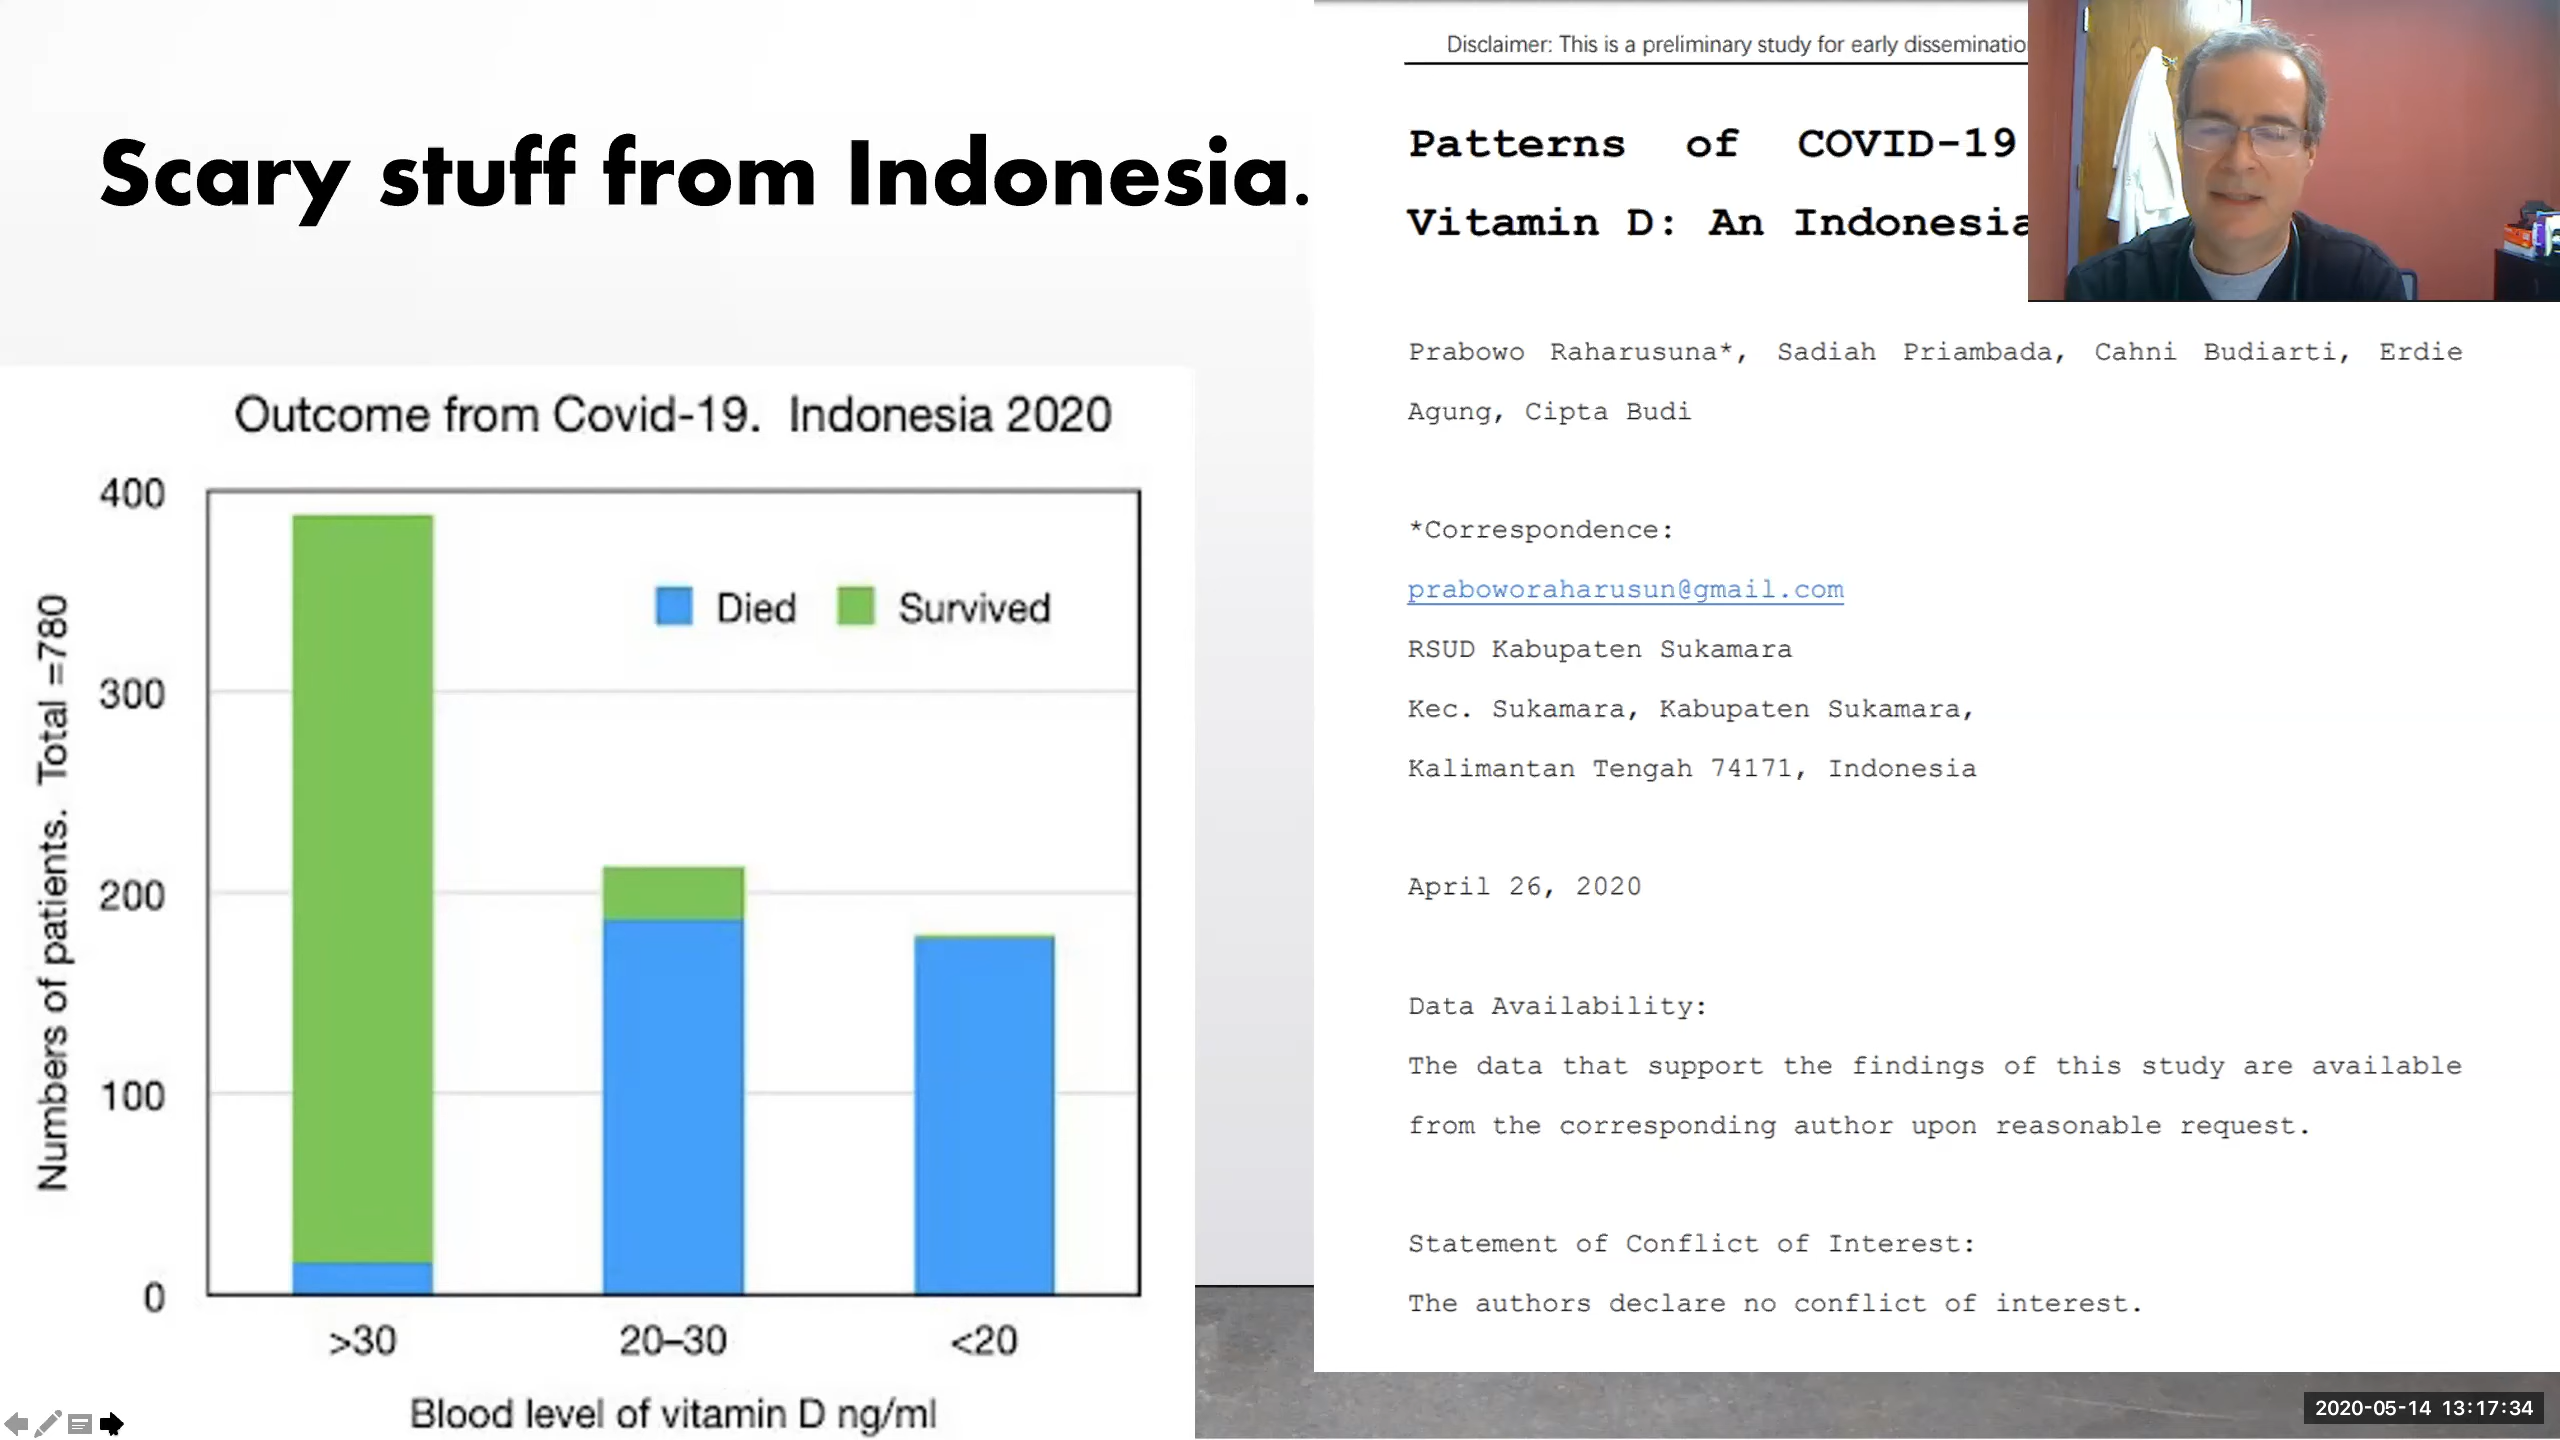 Scary stuff from Indonesia.
Outcome from Covid-19. Indonesia 2020
Numbers of patients. Total =780
400
300
200
100
0
Died
Survived
>30
20–30
<20
Blood level of vitamin D ng/ml
Disclaimer: This is a preliminary study for early
Patterns of COVID-19
Vitamin D: An
Prabowo Raharusuna*, Sadiah Priambada, Cahni Budiarti, Erdie
Agung, Cipta Budi
*Correspondence:
praboworaharusun@gmail.com
RSUD Kabupaten Sukamara
Kec. Sukamara, Kabupaten Sukamara,
Kalimantan Tengah 74171, Indonesia
April 26, 2020
Data Availability:
The data that support the findings of this study are available
from the corresponding author upon reasonable request.
Statement of Conflict of Interest:
The authors declare no conflict of interest.
2020-05-14 13:17:34